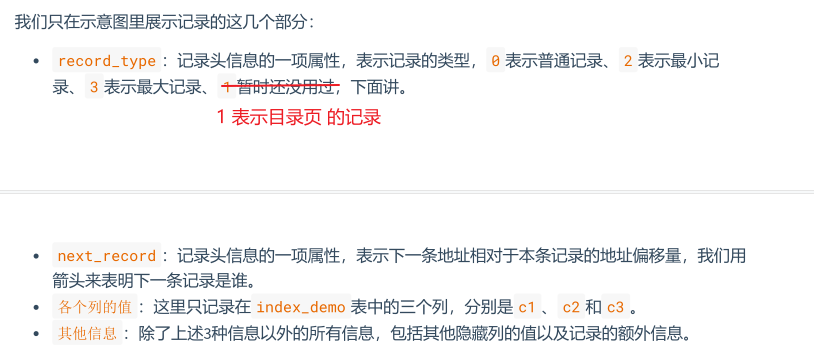 我们只在示意图里展示记录的这几个部分：
• record_type：记录头信息的一项属性，表示记录的类型，0 表示普通记录、2 表示最小记
录、3 表示最大记录、1 暂时还没用过，下面讲。
1 表示目录页 的记录
• next_record：记录头信息的一项属性，表示下一条地址相对于本条记录的地址偏移量，我们用
箭头来表明下一条记录是谁。
• 各个列的值：这里只记录在 index_demo 表中的三个列，分别是 c1、c2 和 c3。
• 其他信息：除了上述3种信息以外的所有信息，包括其他隐藏列的值以及记录的额外信息。